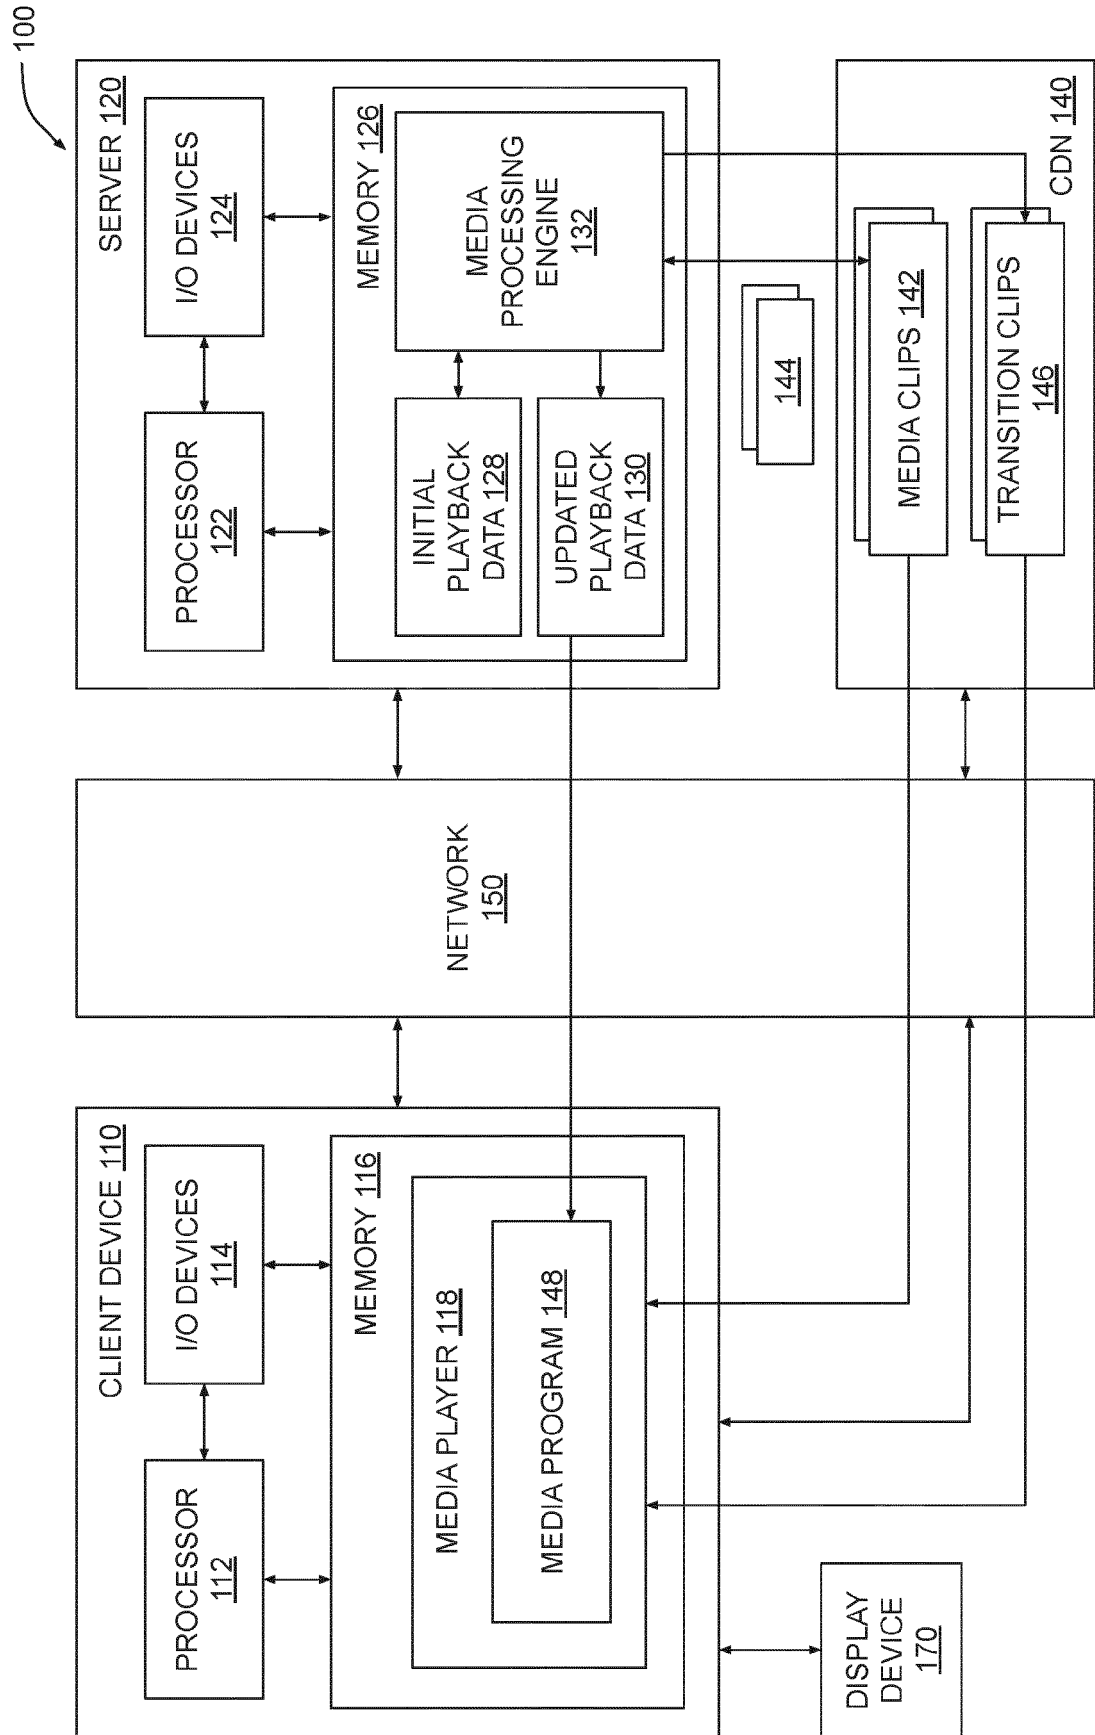 100
CLIENT DEVICE 110
PROCESSOR
112
I/O DEVICES
114
MEMORY 116
MEDIA PLAYER 118
MEDIA PROGRAM 148
DISPLAY
DEVICE
170
NETWORK
150
SERVER 120
PROCESSOR
122
I/O DEVICES
124
MEMORY 126
INITIAL
PLAYBACK
DATA 128
UPDATED
PLAYBACK
DATA 130
MEDIA
PROCESSING
ENGINE
132
144
MEDIA CLIPS 142
TRANSITION CLIPS
146
CDN 140